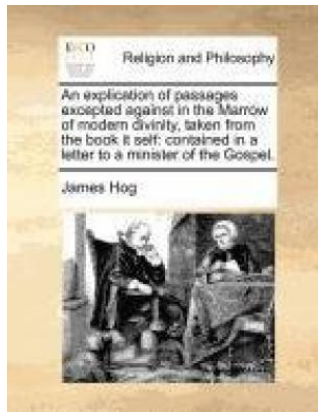 ECCO
Religion and Philosophy
An explication of passages
excepted against in the Marrow
of modern divinity, taken from
the book it self: contained in a
letter to a minister of the Gospel.
James Hog